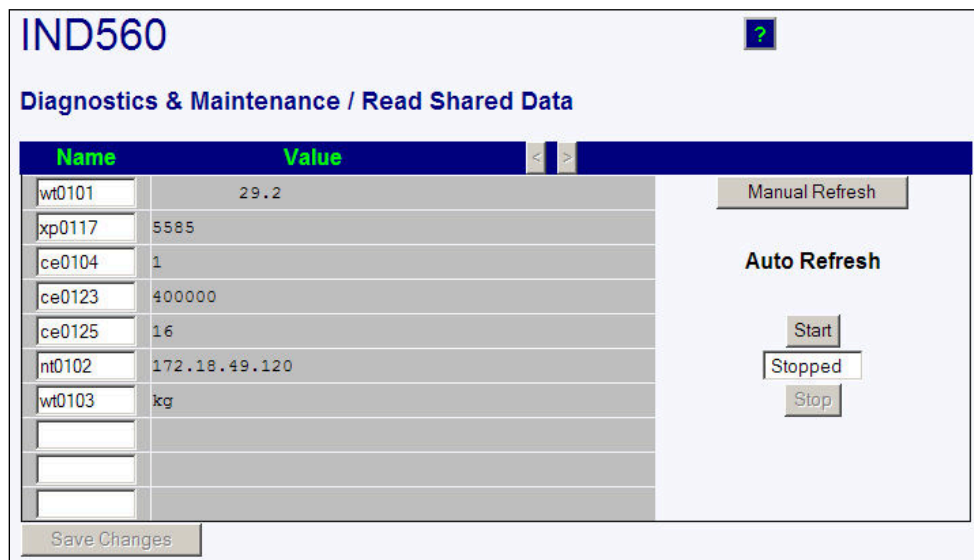 IND560 ?
Diagnostics & Maintenance / Read Shared Data
Name Value < >
wt0101 29.2 Manual Refresh
xp0117 5585
ce0104 1 Auto Refresh
ce0123 400000
ce0125 16 Start
nt0102 172.18.49.120 Stopped
wt0103 kg Stop
Save Changes